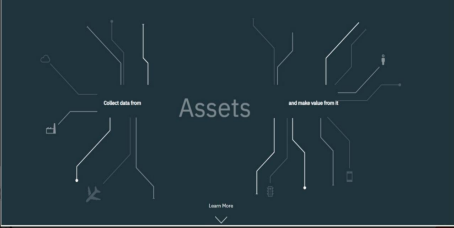 Collect data from Assets and make value from it
Learn More